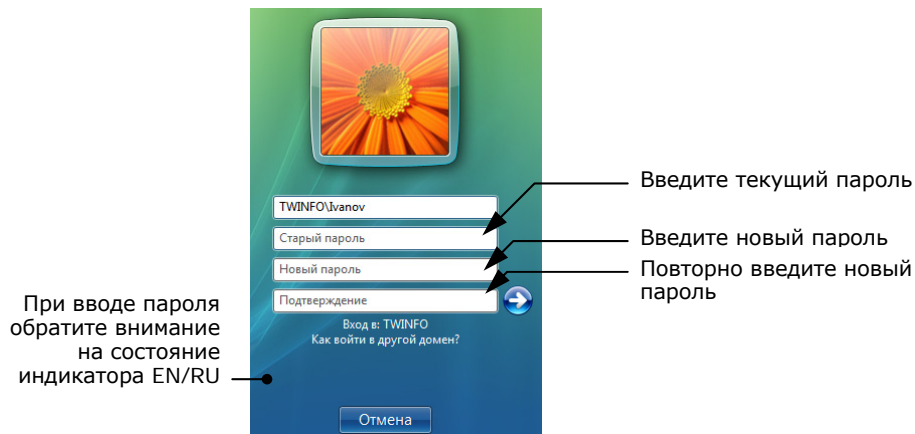 TWINFO\Ivanov
Старый пароль
Новый пароль
Подтверждение
Вход в: TWINFO
Как войти в другой домен?
Отмена
Введите текущий пароль
Введите новый пароль
Повторно введите новый
пароль
При вводе пароля
обратите внимание
на состояние
индикатора EN/RU